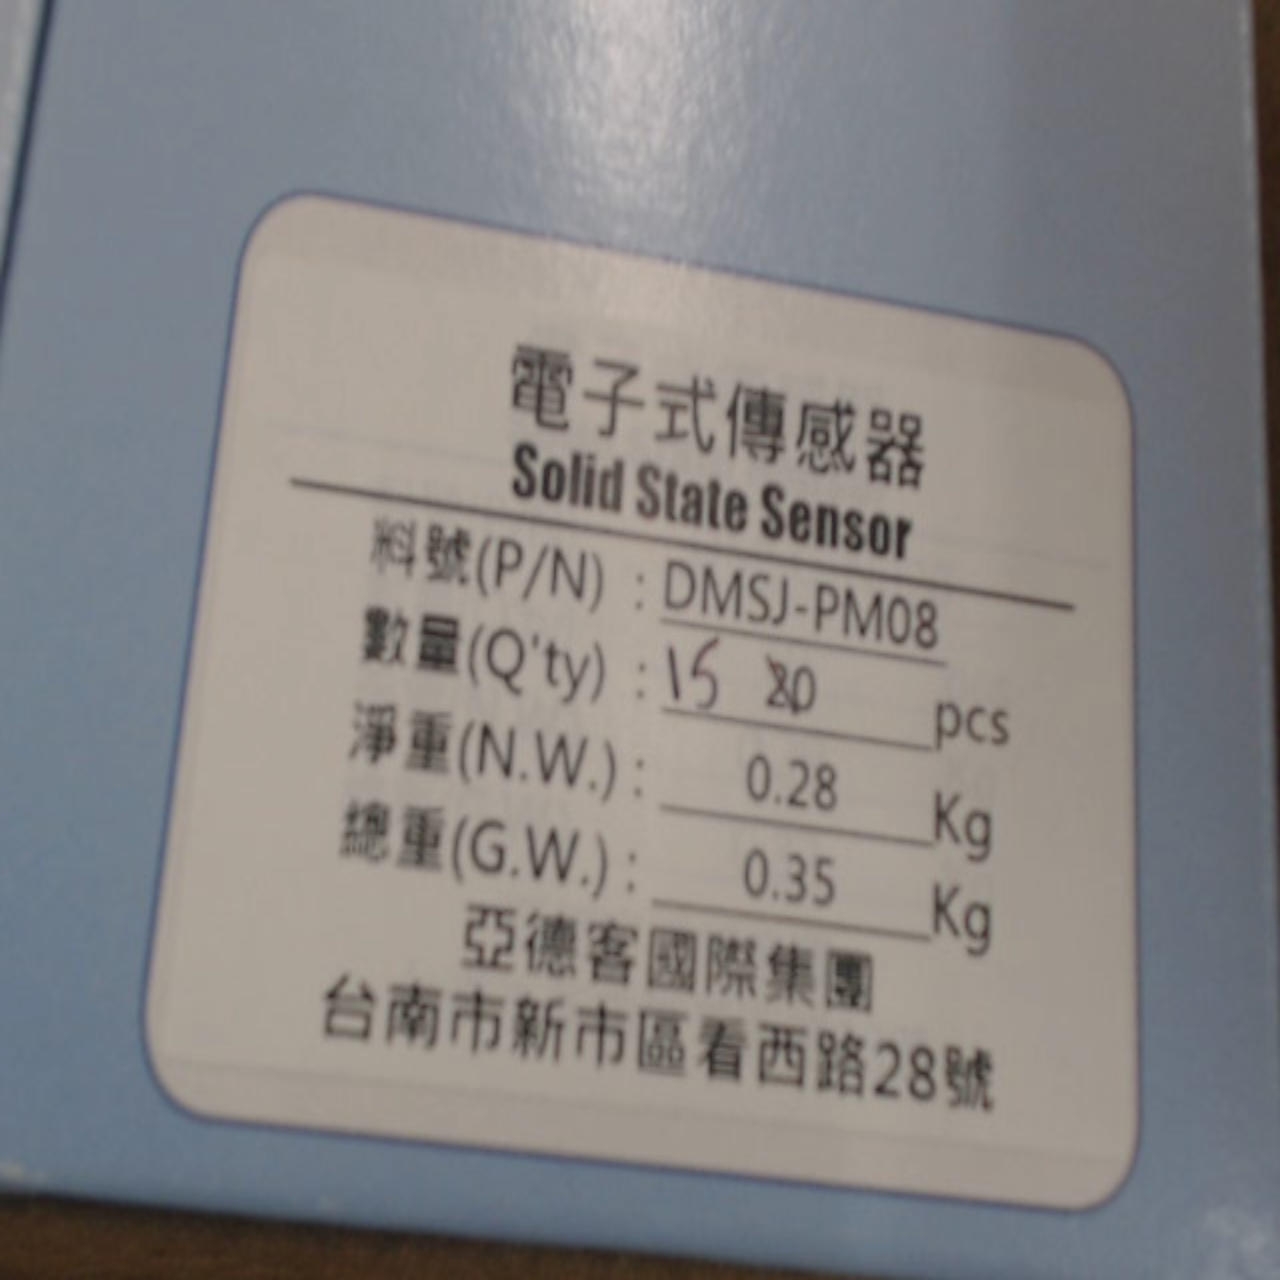 電子式傳感器
Solid State Sensor
料號(P/N) : DMSJ-PM08
數量(Q'ty) : 15 20 pcs
淨重(N.W.) : 0.28 Kg
總重(G.W.) : 0.35 Kg
亞德客國際集團
台南市新市區看西路28號